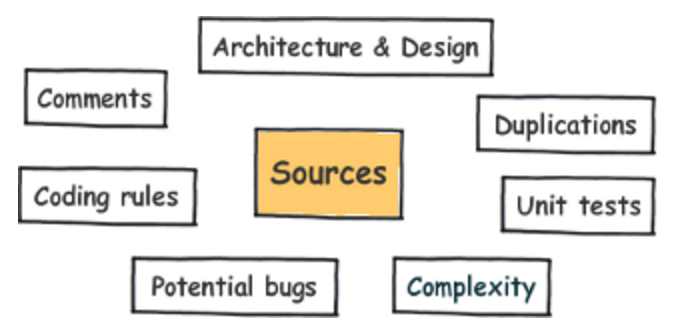 Architecture & Design
Comments
Duplications
Sources
Coding rules
Unit tests
Potential bugs
Complexity